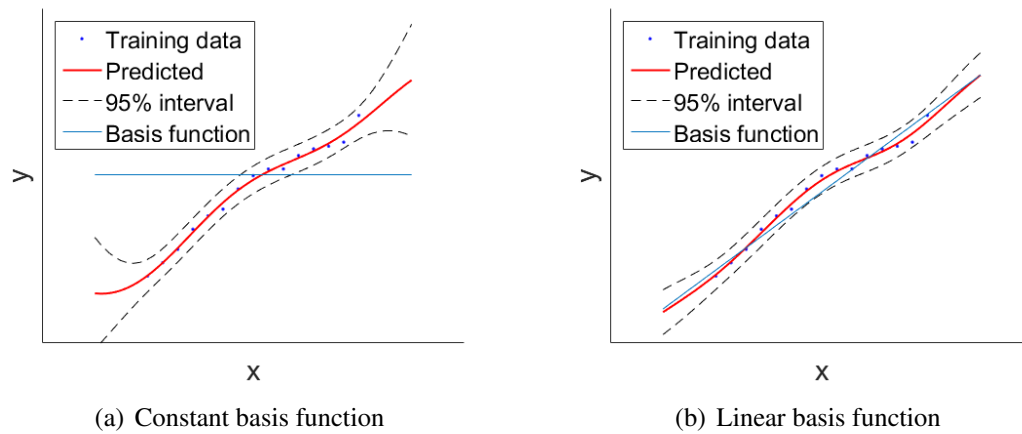 Training data
Predicted
95% interval
Basis function
y
x
(a) Constant basis function
Training data
Predicted
95% interval
Basis function
y
x
(b) Linear basis function